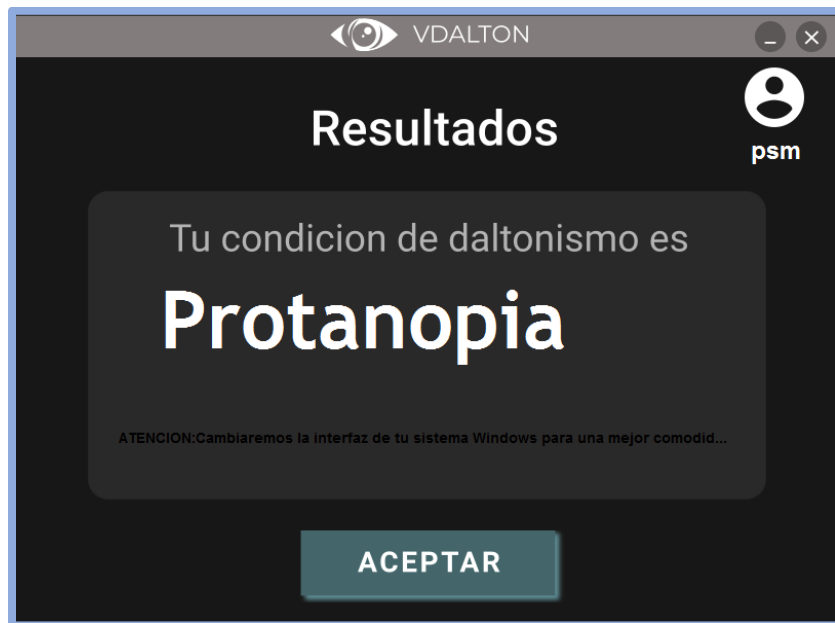 VDALTON
Resultados
psm
Tu condicion de daltonismo es
Protanopia
ATENCION:Cambiaremos la interfaz de tu sistema Windows para una mejor comodid...
ACEPTAR